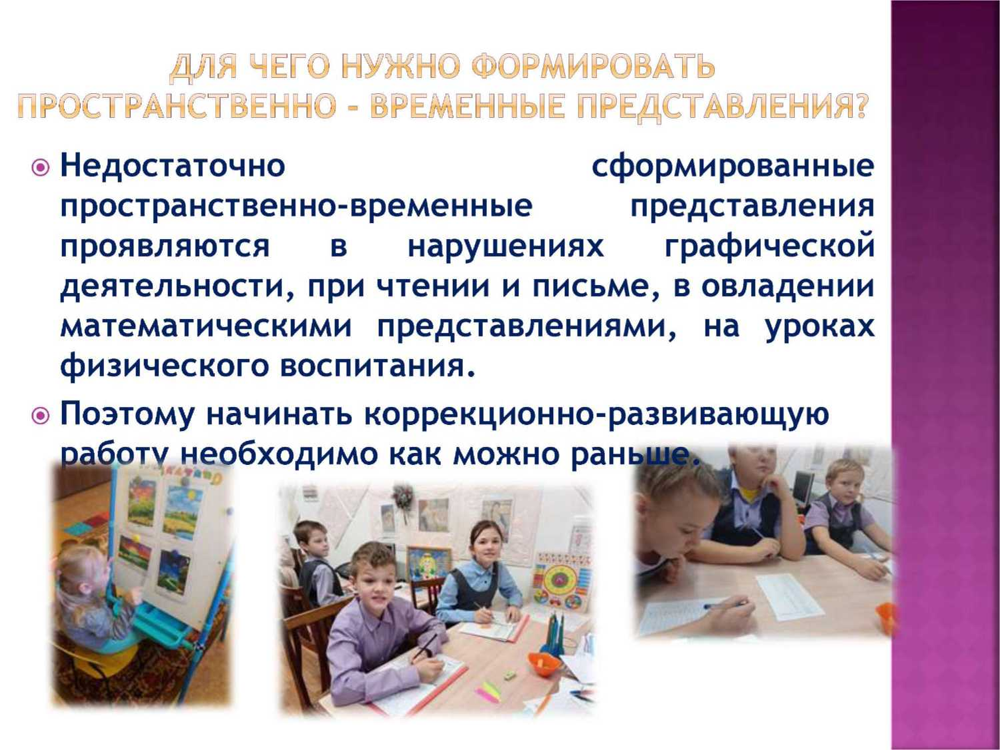 ДЛЯ ЧЕГО НУЖНО ФОРМИРОВАТЬ
ПРОСТРАНСТВЕННО - ВРЕМЕННЫЕ ПРЕДСТАВЛЕНИЯ?
Недостаточно сформированные
пространственно-временные представления
проявляются в нарушениях графической
деятельности, при чтении и письме, в овладении
математическими представлениями, на уроках
физического воспитания.
Поэтому начинать коррекционно-развивающую
работу необходимо как можно раньше.